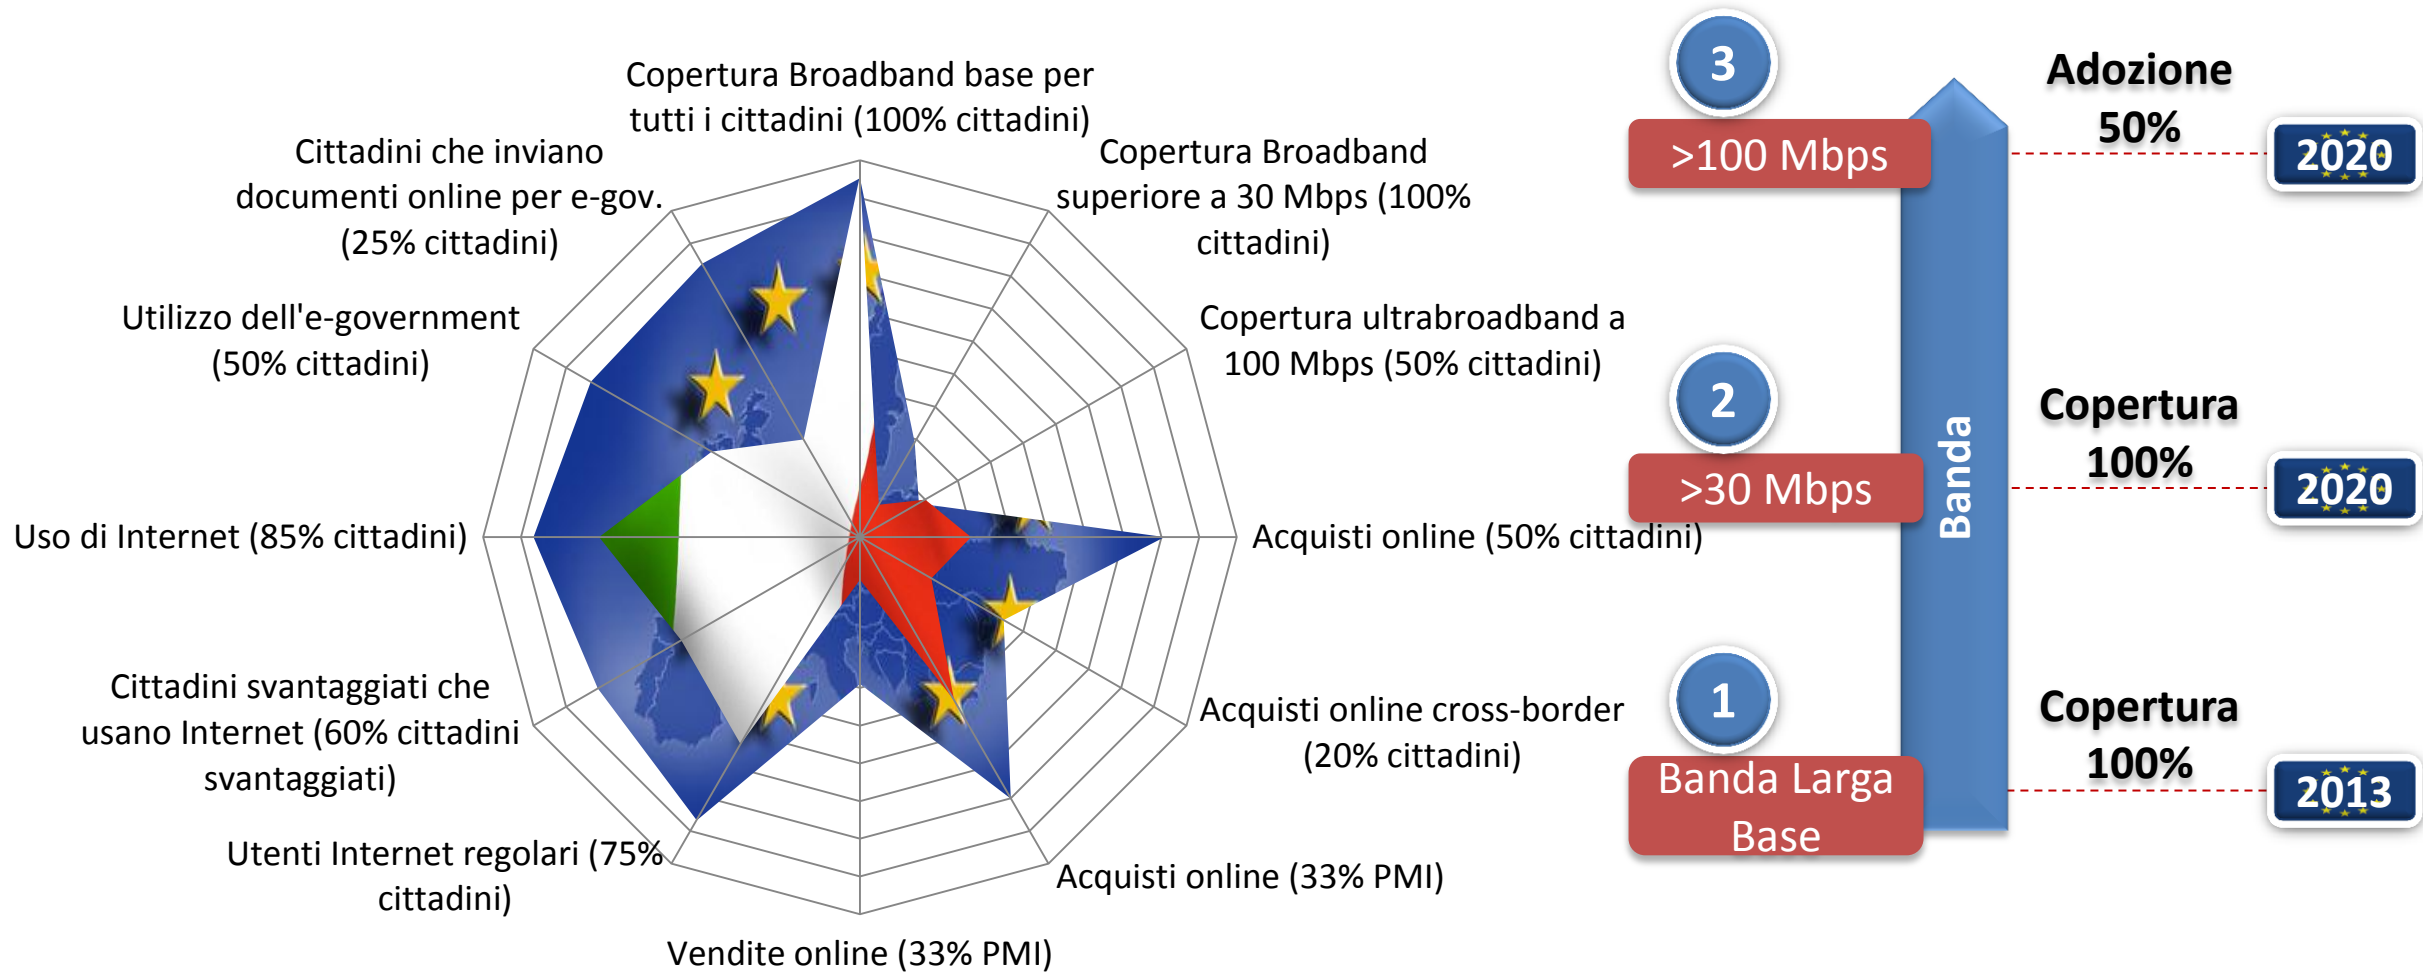 Copertura Broadband base per
tutti i cittadini (100% cittadini)
Copertura Broadband
superiore a 30 Mbps (100%
cittadini)
Copertura ultrabroadband a
100 Mbps (50% cittadini)
Acquisti online (50% cittadini)
Acquisti online cross-border
(20% cittadini)
Acquisti online (33% PMI)
Vendite online (33% PMI)
Utenti Internet regolari (75%
cittadini)
Cittadini svantaggiati che
usano Internet (60% cittadini
svantaggiati)
Uso di Internet (85% cittadini)
Utilizzo dell'e-government
(50% cittadini)
Cittadini che inviano
documenti online per e-gov.
(25% cittadini)
3
>100 Mbps
Adozione
50%
2020
2
>30 Mbps
Banda
Copertura
100%
2020
1
Banda Larga
Base
Copertura
100%
2013